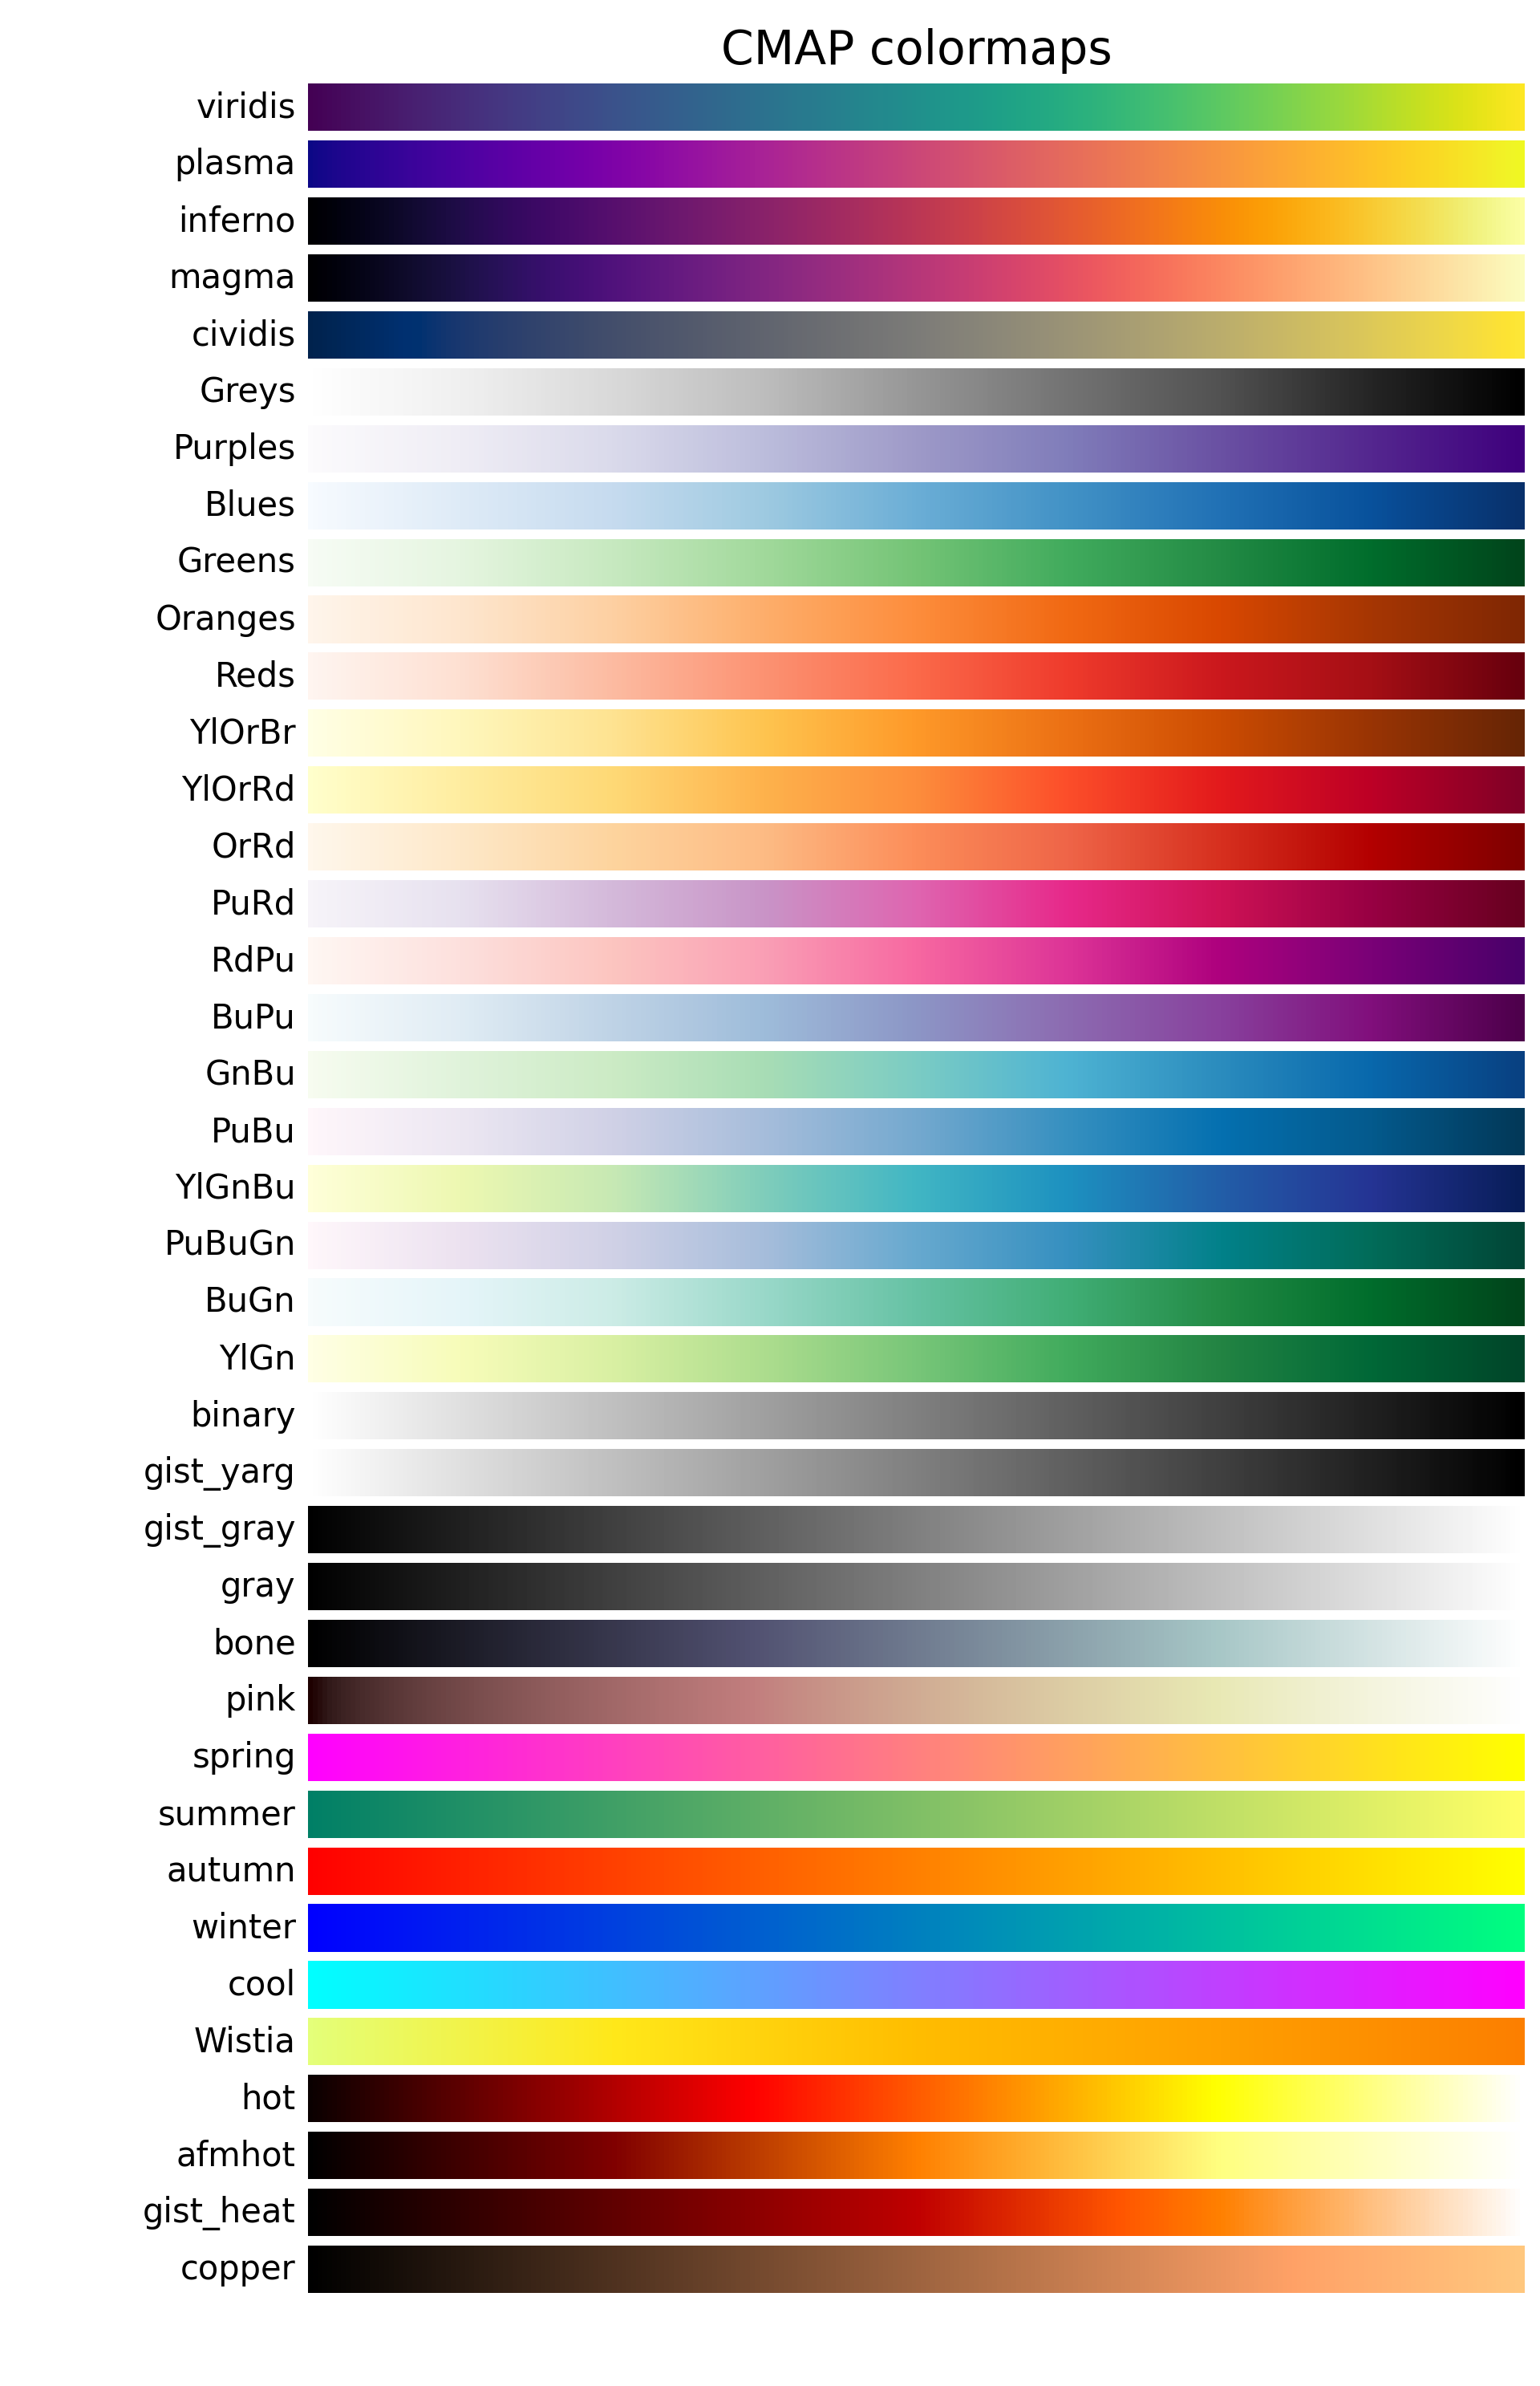 CMAP colormaps
viridis
plasma
inferno
magma
cividis
Greys
Purples
Blues
Greens
Oranges
Reds
YlOrBr
YlOrRd
OrRd
PuRd
RdPu
BuPu
GnBu
PuBu
YlGnBu
PuBuGn
BuGn
YlGn
binary
gist_yarg
gist_gray
gray
bone
pink
spring
summer
autumn
winter
cool
Wistia
hot
afmhot
gist_heat
copper